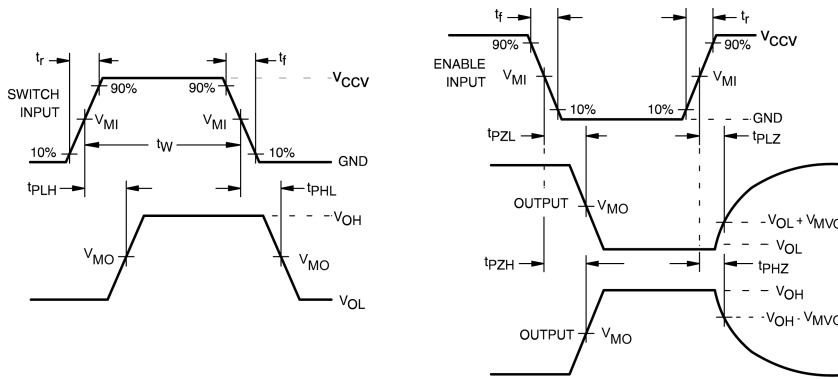 tr
tf
VCCV
90%
90%
SWITCH
INPUT
VMI
VMI
tW
10%
10%
GND
tPLH
tPHL
VOH
VMO
VMO
VOL
tf
tr
90%
90%
VCCV
ENABLE
INPUT
VMI
VMI
10%
10%
GND
tPZL
tPLZ
OUTPUT
VMO
VOL + VMVO
VOL
tPZH
tPHZ
VOH
VOH - VMVO
OUTPUT
VMO